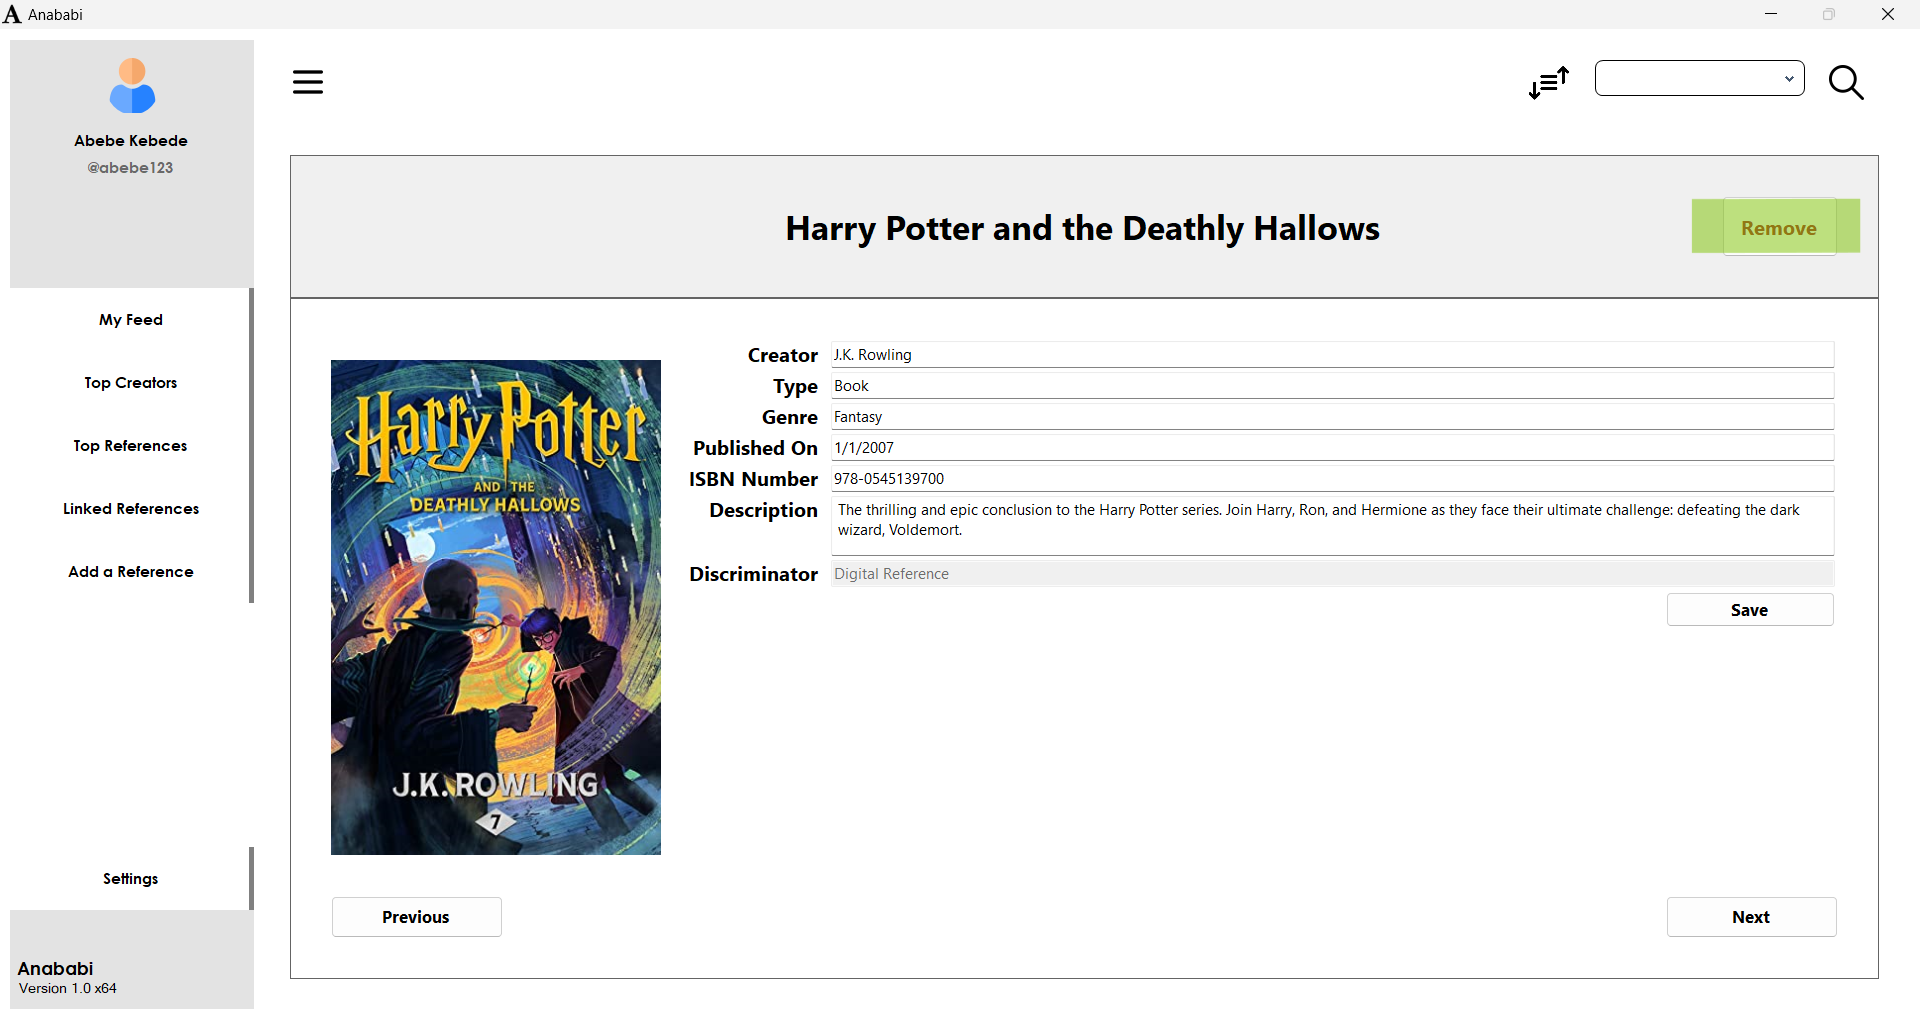 Anababi
Abebe Kebede
@abebe123
My Feed
Top Creators
Top References
Linked References
Add a Reference
Settings
Anababi
Version 1.0 x64
Harry Potter and the Deathly Hallows
Remove
Harry Potter
AND THE
DEATHLY HALLOWS
J.K. ROWLING
7
Creator J.K. Rowling
Type Book
Genre Fantasy
Published On 1/1/2007
ISBN Number 978-0545139700
Description The thrilling and epic conclusion to the Harry Potter series. Join Harry, Ron, and Hermione as they face their ultimate challenge: defeating the dark
wizard, Voldemort.
Discriminator Digital Reference
Save
Previous
Next